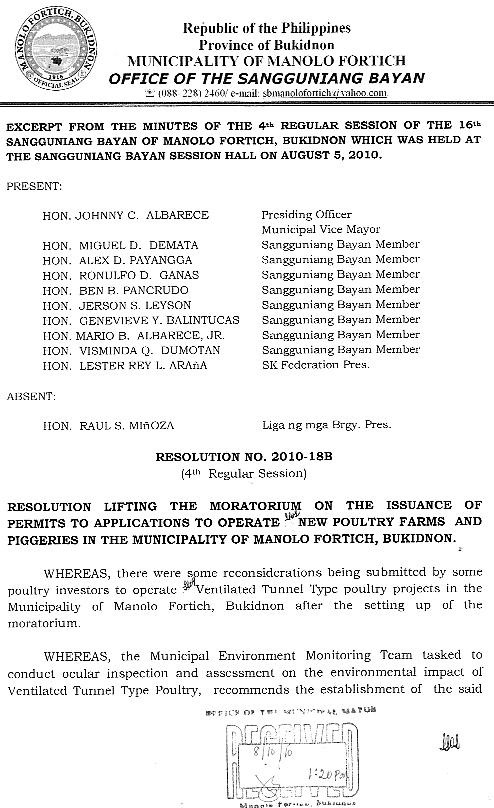 MANOLO FORTICH, BUKIDNON
1916
OFFICIAL SEAL
Republic of the Philippines
Province of Bukidnon
MUNICIPALITY OF MANOLO FORTICH
OFFICE OF THE SANGGUNIANG BAYAN
☏ (088-228) 2460/ e-mail: sbmanolofortich@yahoo.com
EXCERPT FROM THE MINUTES OF THE 4th REGULAR SESSION OF THE 16th
SANGGUNIANG BAYAN OF MANOLO FORTICH, BUKIDNON WHICH WAS HELD AT
THE SANGGUNIANG BAYAN SESSION HALL ON AUGUST 5, 2010.
PRESENT:
HON. JOHNNY C. ALBARECE Presiding Officer
Municipal Vice Mayor
HON. MIGUEL D. DEMATA Sangguniang Bayan Member
HON. ALEX D. PAYANGGA Sangguniang Bayan Member
HON. RONULFO D. GANAS Sangguniang Bayan Member
HON. BEN B. PANCRUDO Sangguniang Bayan Member
HON. JERSON S. LEYSON Sangguniang Bayan Member
HON. GENEVIEVE Y. BALINTUCAS Sangguniang Bayan Member
HON. MARIO B. ALBARECE, JR. Sangguniang Bayan Member
HON. VISMINDA Q. DUMOTAN Sangguniang Bayan Member
HON. LESTER REY L. ARAñA SK Federation Pres.
ABSENT:
HON. RAUL S. MIñOZA Liga ng mga Brgy. Pres.
RESOLUTION NO. 2010-18B
(4th Regular Session)
RESOLUTION LIFTING THE MORATORIUM ON THE ISSUANCE OF
PERMITS TO APPLICATIONS TO OPERATE NEW POULTRY FARMS AND
PIGGERIES IN THE MUNICIPALITY OF MANOLO FORTICH, BUKIDNON.
WHEREAS, there were some reconsiderations being submitted by some
poultry investors to operate Ventilated Tunnel Type poultry projects in the
Municipality of Manolo Fortich, Bukidnon after the setting up of the
moratorium.
WHEREAS, the Municipal Environment Monitoring Team tasked to
conduct ocular inspection and assessment on the environmental impact of
Ventilated Tunnel Type Poultry, recommends the establishment of the said
OFFICE OF THE MUNICIPAL MAYOR
RECEIVED
8/10/10
1:20PM
Manolo Fortich, Bukidnon